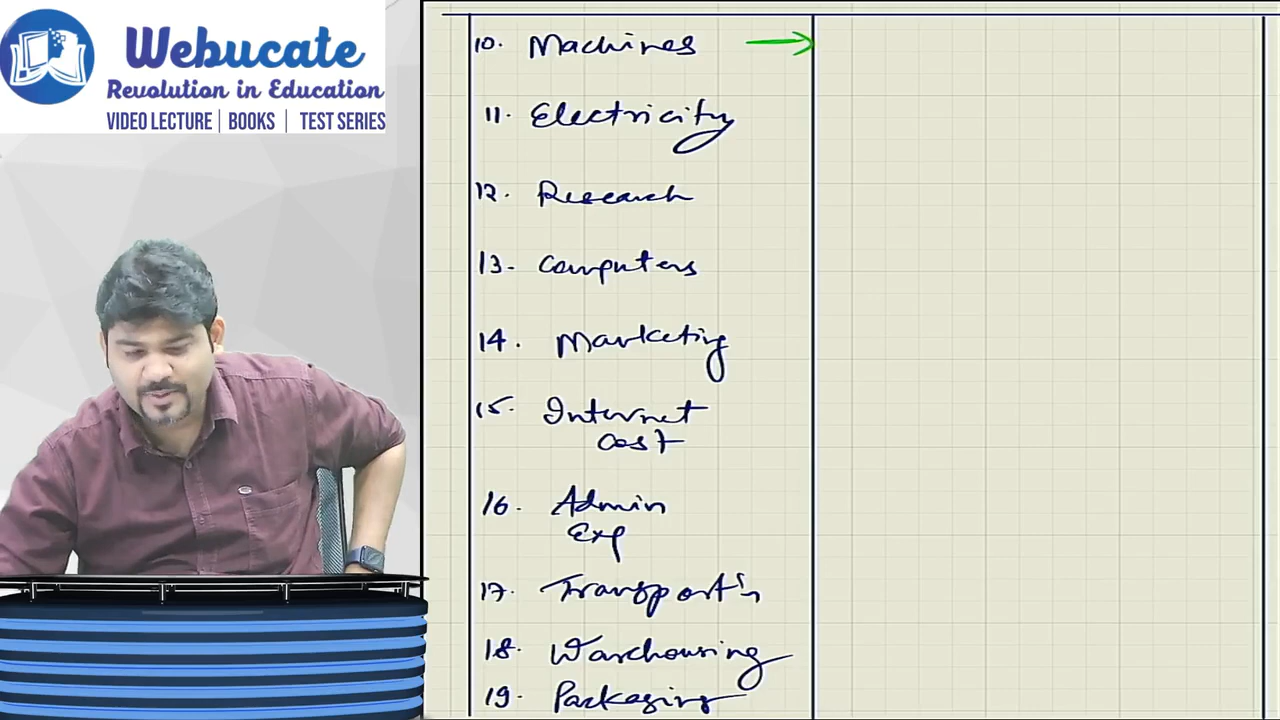 Webucate
Revolution in Education
VIDEO LECTURE | BOOKS | TEST SERIES
10. Machines →
11. Electricity
12. Research
13. Computers
14. Marketing
15. Internet
Cost
16. Admin
Exp
17. Transport'n
18. Warehousing
19. Packaging